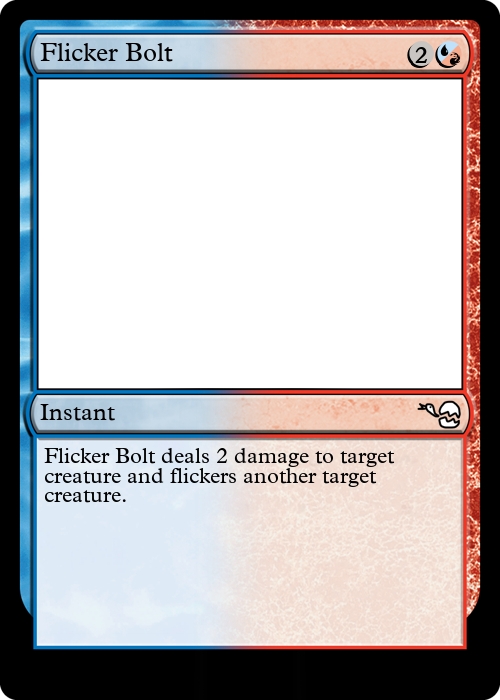 Flicker Bolt 2
Instant
Flicker Bolt deals 2 damage to target
creature and flickers another target
creature.